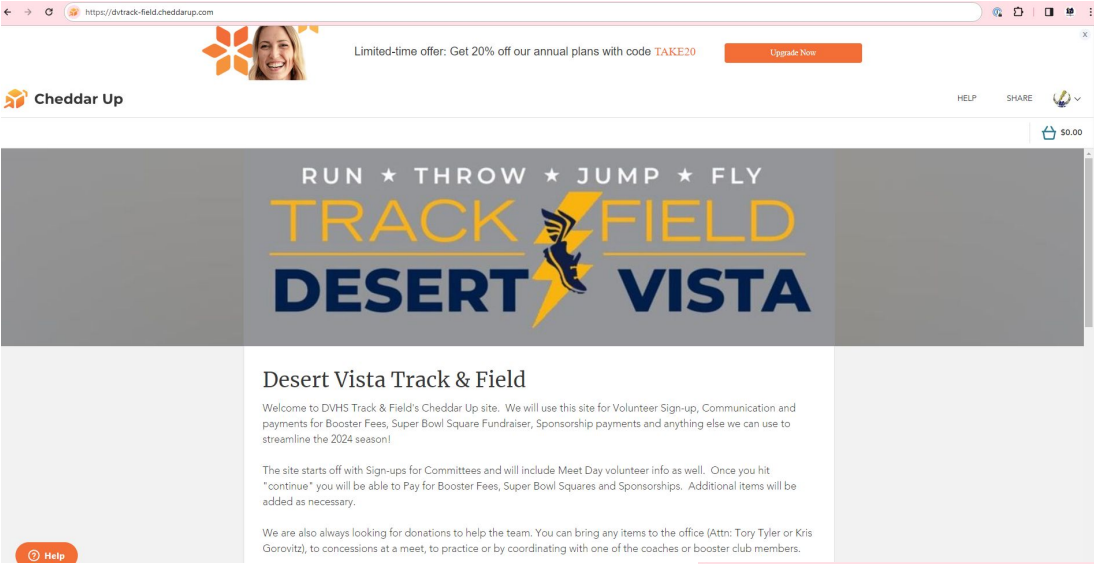 https://dvtrack-field.cheddarup.com
x
Limited-time offer: Get 20% off our annual plans with code TAKE20
Upgrade Now
Cheddar Up
HELP
SHARE
$0.00
RUN ★ THROW ★ JUMP ★ FLY
TRACK FIELD
DESERT VISTA
Desert Vista Track & Field
Welcome to DVHS Track & Field's Cheddar Up site. We will use this site for Volunteer Sign-up, Communication and
payments for Booster Fees, Super Bowl Square Fundraiser, Sponsorship payments and anything else we can use to
streamline the 2024 season!
The site starts off with Sign-ups for Committees and will include Meet Day volunteer info as well. Once you hit
"continue" you will be able to Pay for Booster Fees, Super Bowl Squares and Sponsorships. Additional items will be
added as necessary.
We are also always looking for donations to help the team. You can bring any items to the office (Attn: Tory Tyler or Kris
Gorovitz), to concessions at a meet, to practice or by coordinating with one of the coaches or booster club members.
Help